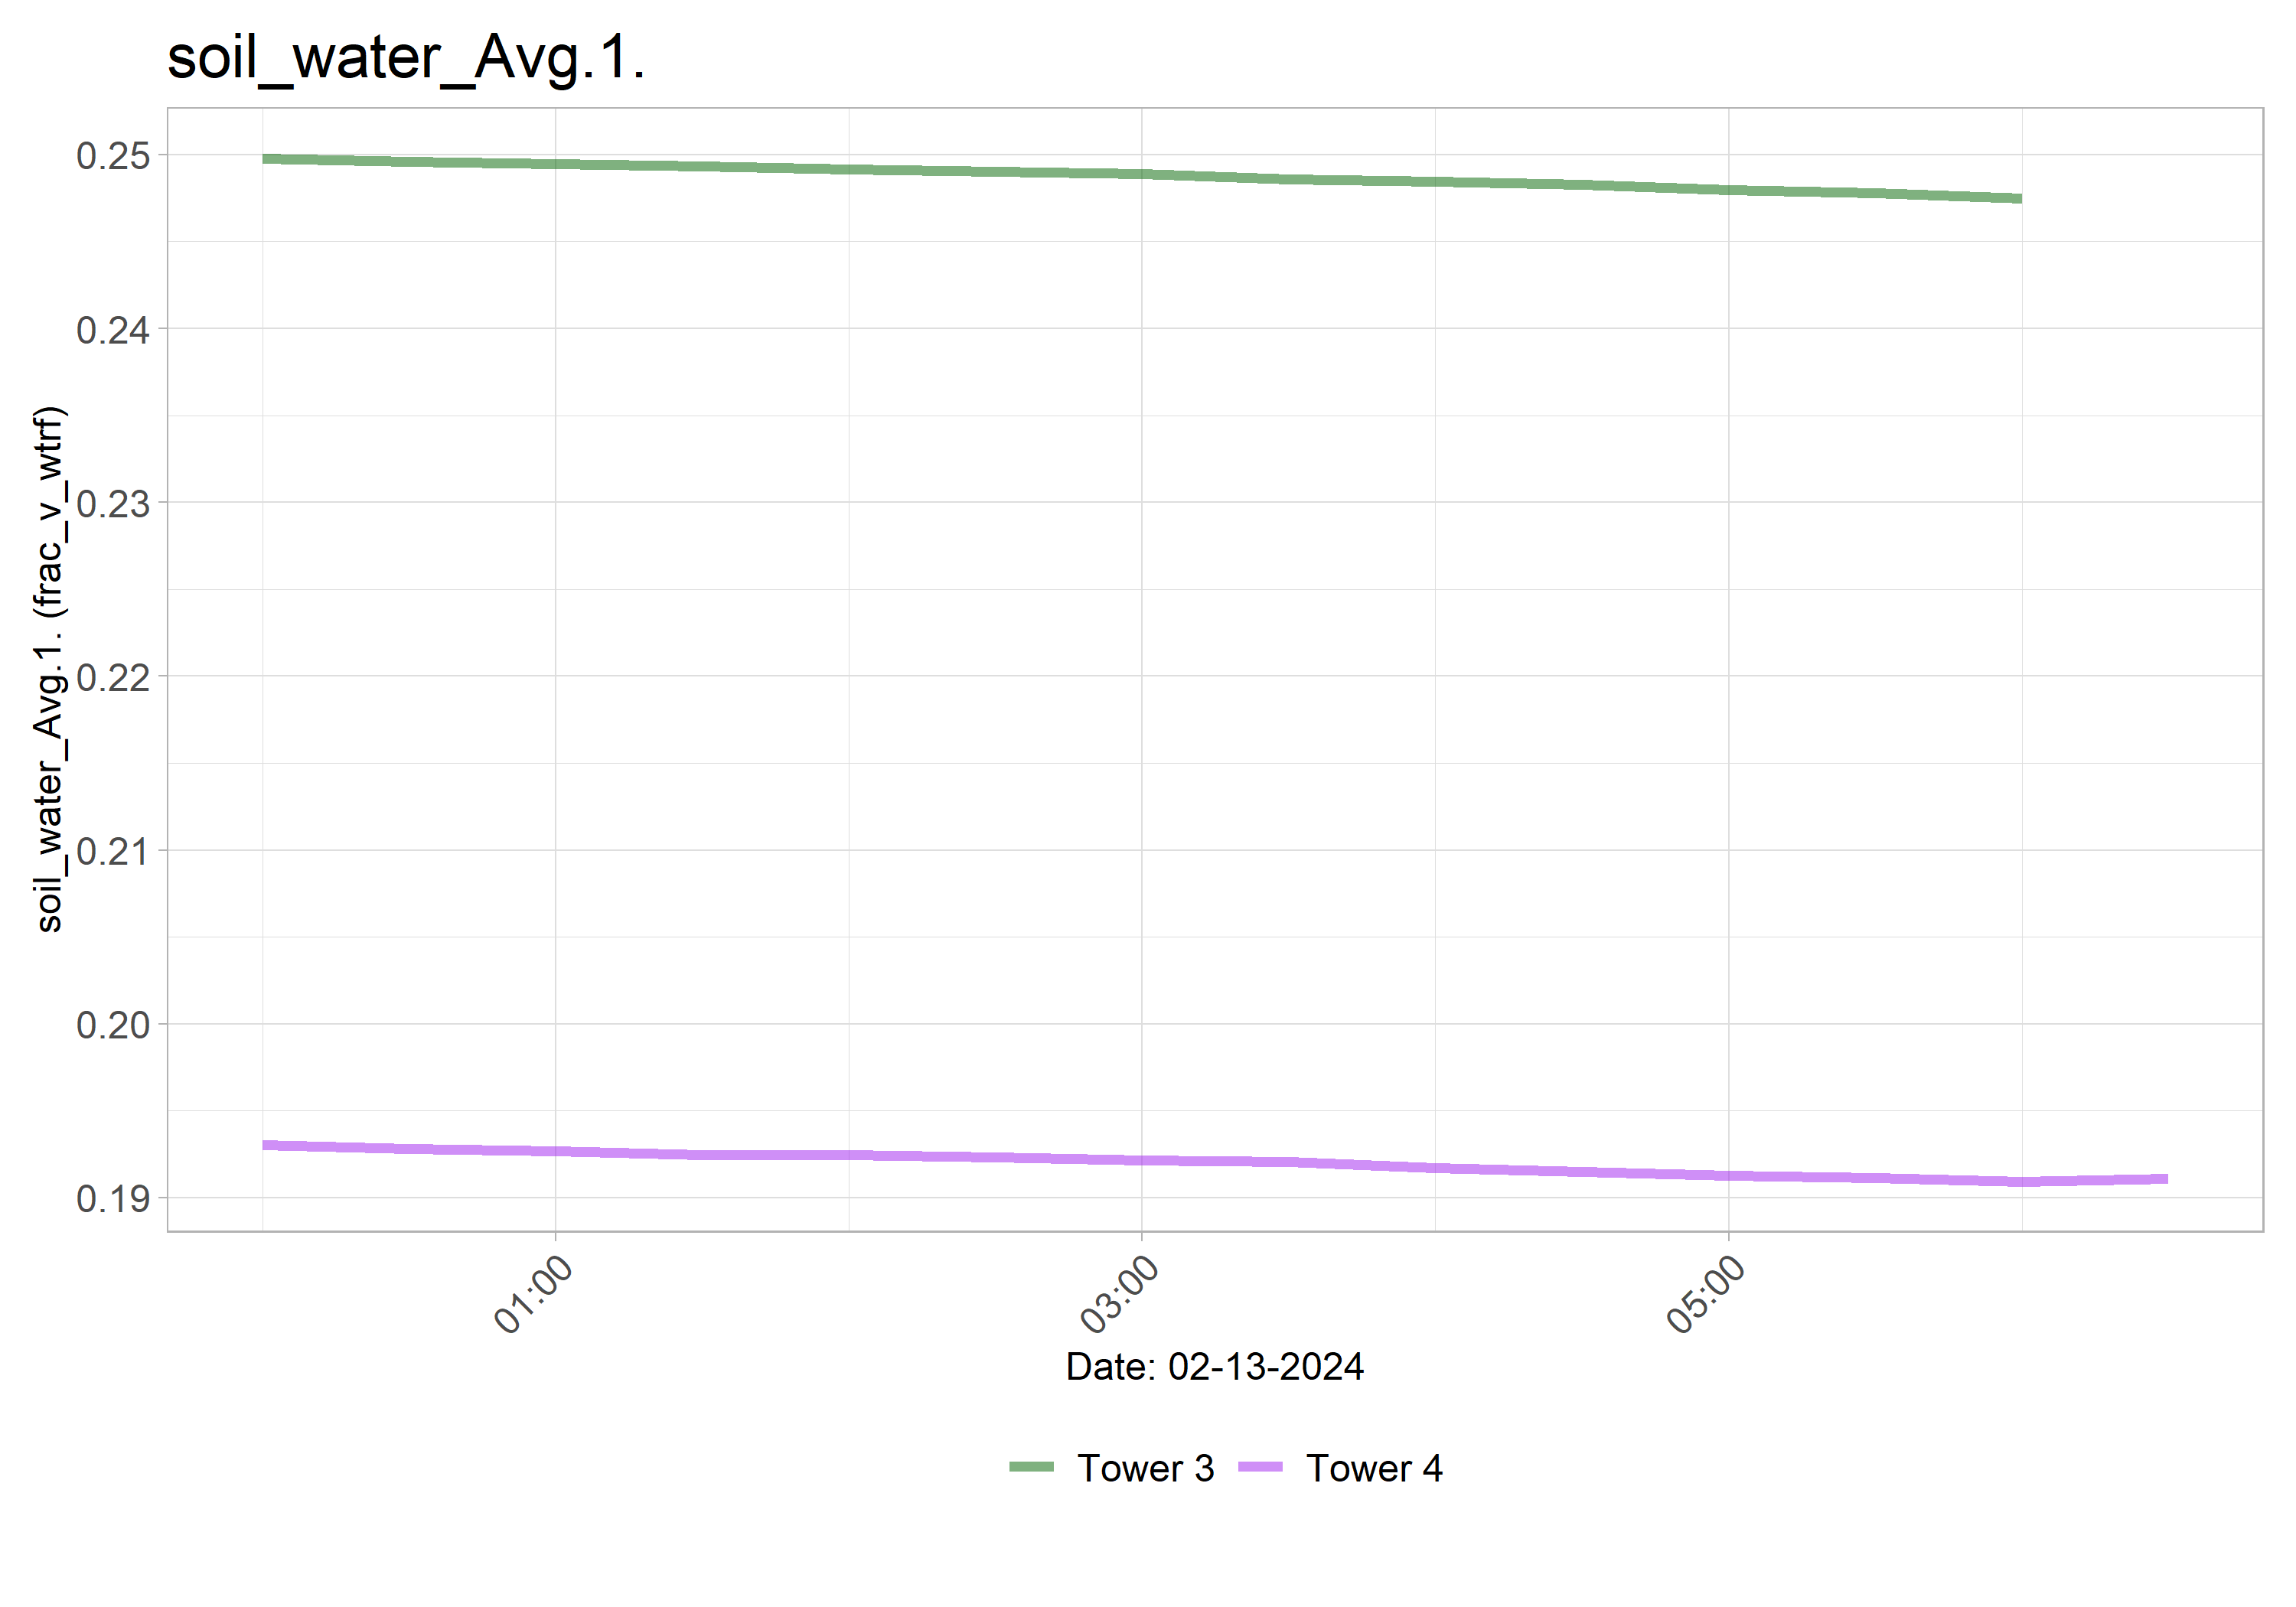 soil_water_Avg.1.
soil_water_Avg.1. (frac_v_wtrf)
0.25
0.24
0.23
0.22
0.21
0.20
0.19
01:00
03:00
05:00
Date: 02-13-2024
Tower 3
Tower 4